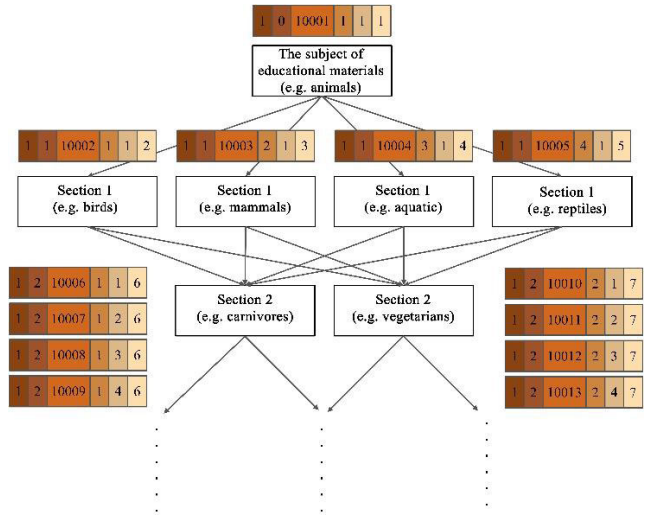 1 0 10001 1 1 1
The subject of
educational materials
(e.g. animals)
1 1 10002 1 1 2
1 1 10003 2 1 3
1 1 10004 3 1 4
1 1 10005 4 1 5
Section 1
(e.g. birds)
Section 1
(e.g. mammals)
Section 1
(e.g. aquatic)
Section 1
(e.g. reptiles)
1 2 10006 1 1 6
1 2 10007 1 2 6
1 2 10008 1 3 6
1 2 10009 1 4 6
Section 2
(e.g. carnivores)
Section 2
(e.g. vegetarians)
1 2 10010 2 1 7
1 2 10011 2 2 7
1 2 10012 2 3 7
1 2 10013 2 4 7